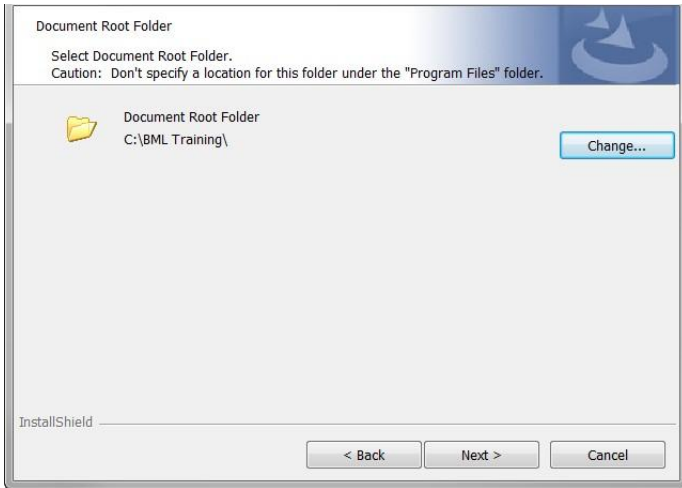 Document Root Folder
Select Document Root Folder.
Caution: Don't specify a location for this folder under the "Program Files" folder.
Document Root Folder
C:\BML Training\
Change...
InstallShield
< Back
Next >
Cancel